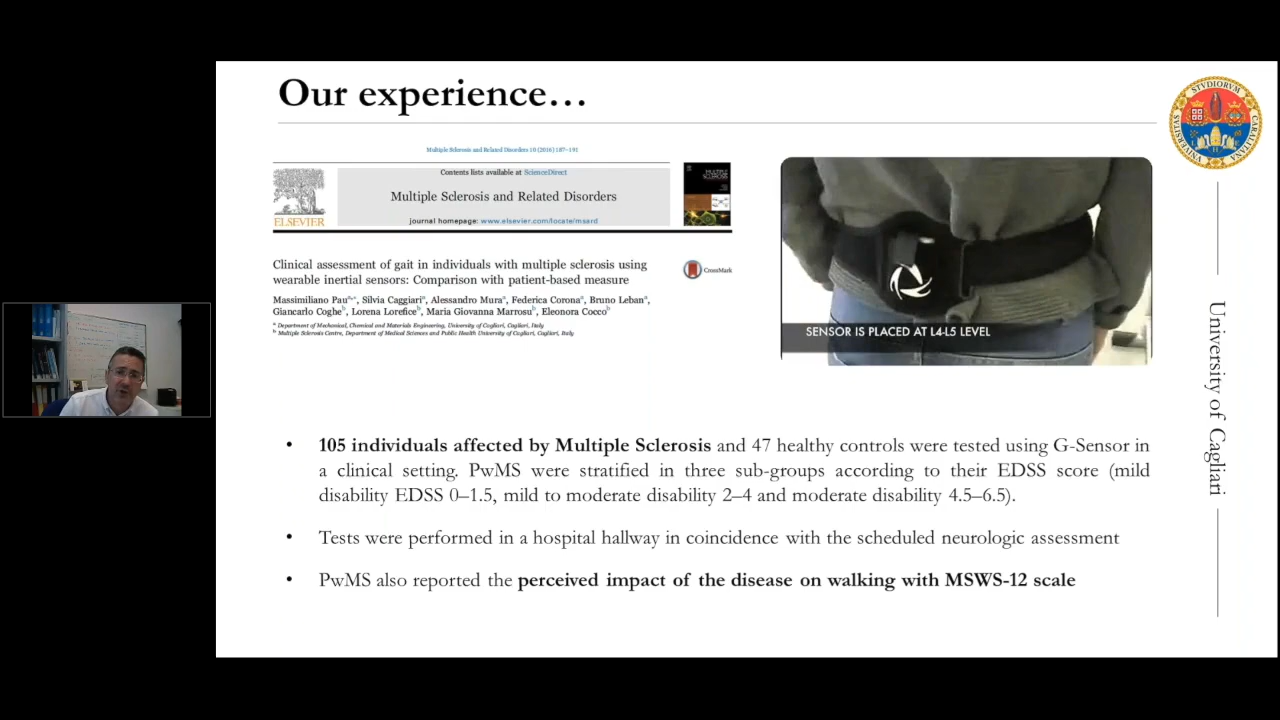 Our experience…
Multiple Sclerosis and Related Disorders 10 (2016) 187–191
Contents lists available at ScienceDirect
Multiple Sclerosis and Related Disorders
journal homepage: www.elsevier.com/locate/msard
ELSEVIER
Clinical assessment of gait in individuals with multiple sclerosis using
wearable inertial sensors: Comparison with patient-based measure
CrossMark
Massimiliano Pau a,*, Silvia Caggiari a, Alessandro Mura a, Federica Corona a, Bruno Leban a,
Giancarlo Coghe b, Lorena Lorefice b, Maria Giovanna Marrosu b, Eleonora Cocco b
a Department of Mechanical, Chemical and Materials Engineering, University of Cagliari, Cagliari, Italy
b Multiple Sclerosis Centre, Department of Medical Sciences and Public Health University of Cagliari, Cagliari, Italy
SENSOR IS PLACED AT L4-L5 LEVEL
• 105 individuals affected by Multiple Sclerosis and 47 healthy controls were tested using G-Sensor in
a clinical setting. PwMS were stratified in three sub-groups according to their EDSS score (mild
disability EDSS 0–1.5, mild to moderate disability 2–4 and moderate disability 4.5–6.5).
• Tests were performed in a hospital hallway in coincidence with the scheduled neurologic assessment
• PwMS also reported the perceived impact of the disease on walking with MSWS-12 scale
University of Cagliari